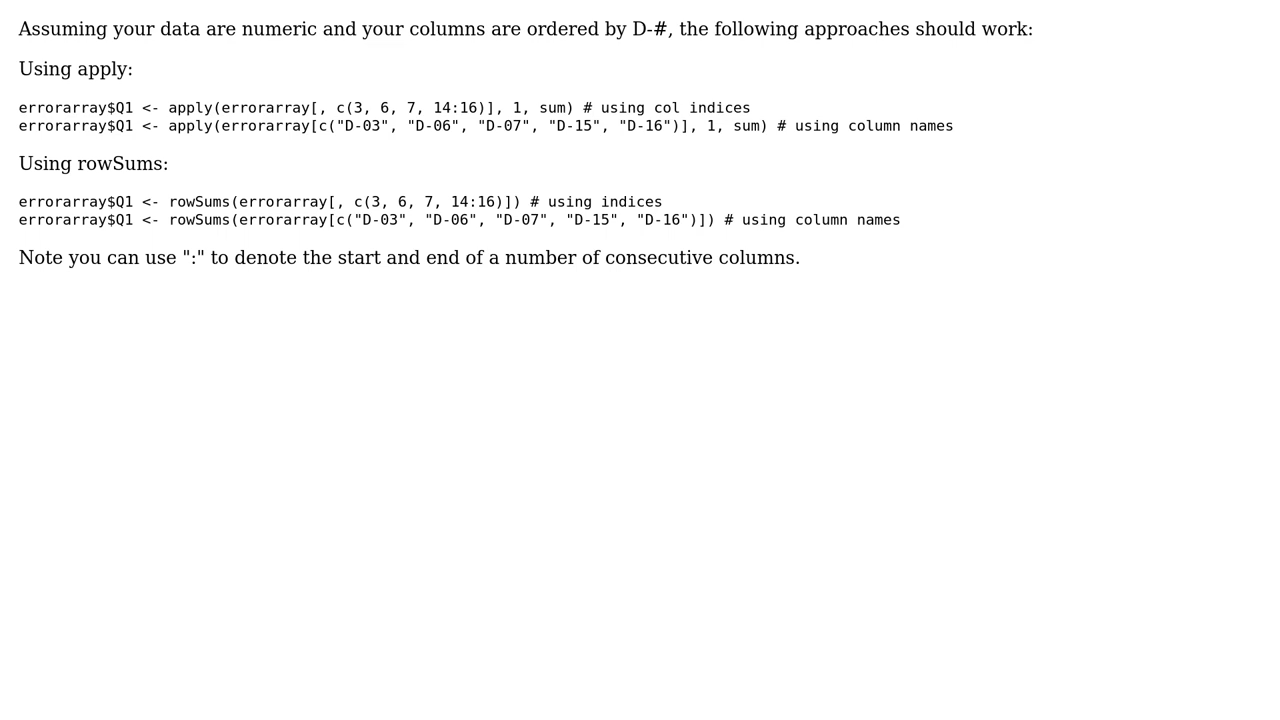 Assuming your data are numeric and your columns are ordered by D-#, the following approaches should work:
Using apply:
errorarray$Q1 <- apply(errorarray[, c(3, 6, 7, 14:16)], 1, sum) # using col indices
errorarray$Q1 <- apply(errorarray[c("D-03", "D-06", "D-07", "D-15", "D-16")], 1, sum) # using column names
Using rowSums:
errorarray$Q1 <- rowSums(errorarray[, c(3, 6, 7, 14:16)]) # using indices
errorarray$Q1 <- rowSums(errorarray[c("D-03", "D-06", "D-07", "D-15", "D-16")]) # using column names
Note you can use ":" to denote the start and end of a number of consecutive columns.